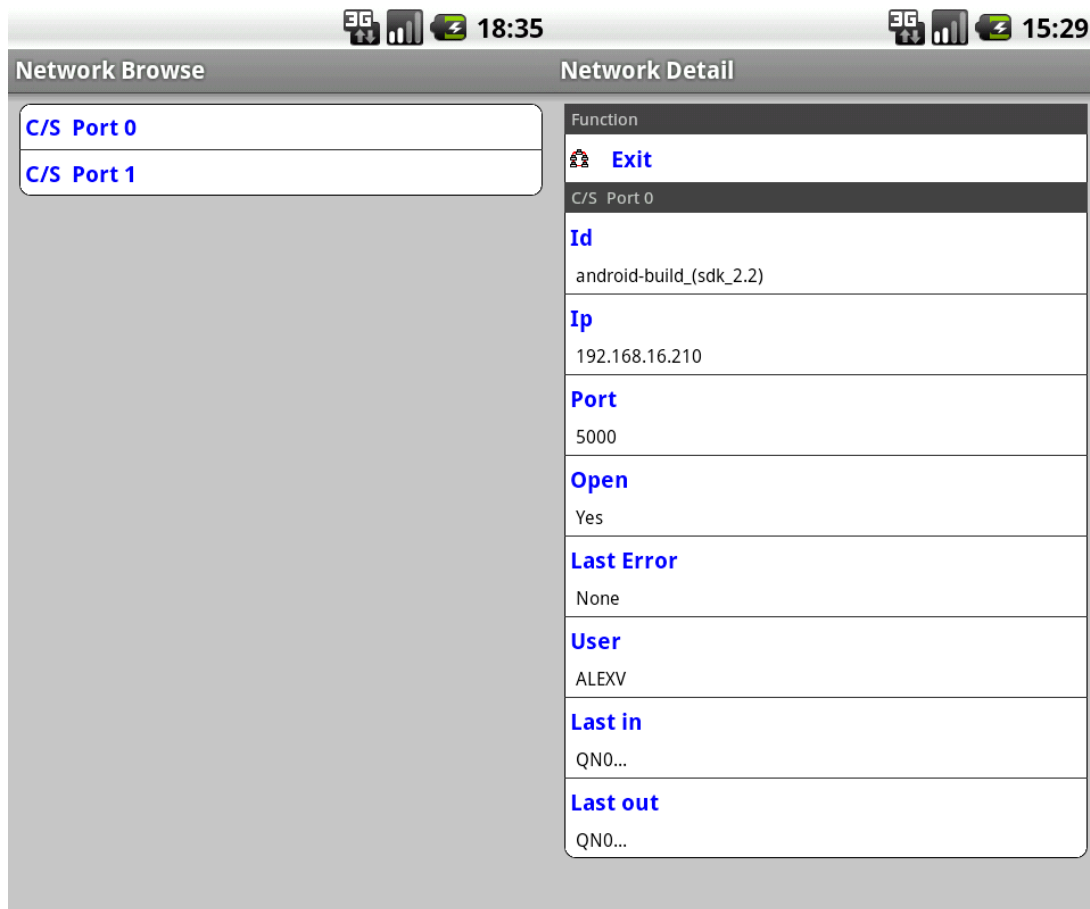 3G 18:35
Network Browse
C/S Port 0
C/S Port 1
3G 15:29
Network Detail
Function
Exit
C/S Port 0
Id
android-build_(sdk_2.2)
Ip
192.168.16.210
Port
5000
Open
Yes
Last Error
None
User
ALEXV
Last in
QN0...
Last out
QN0...